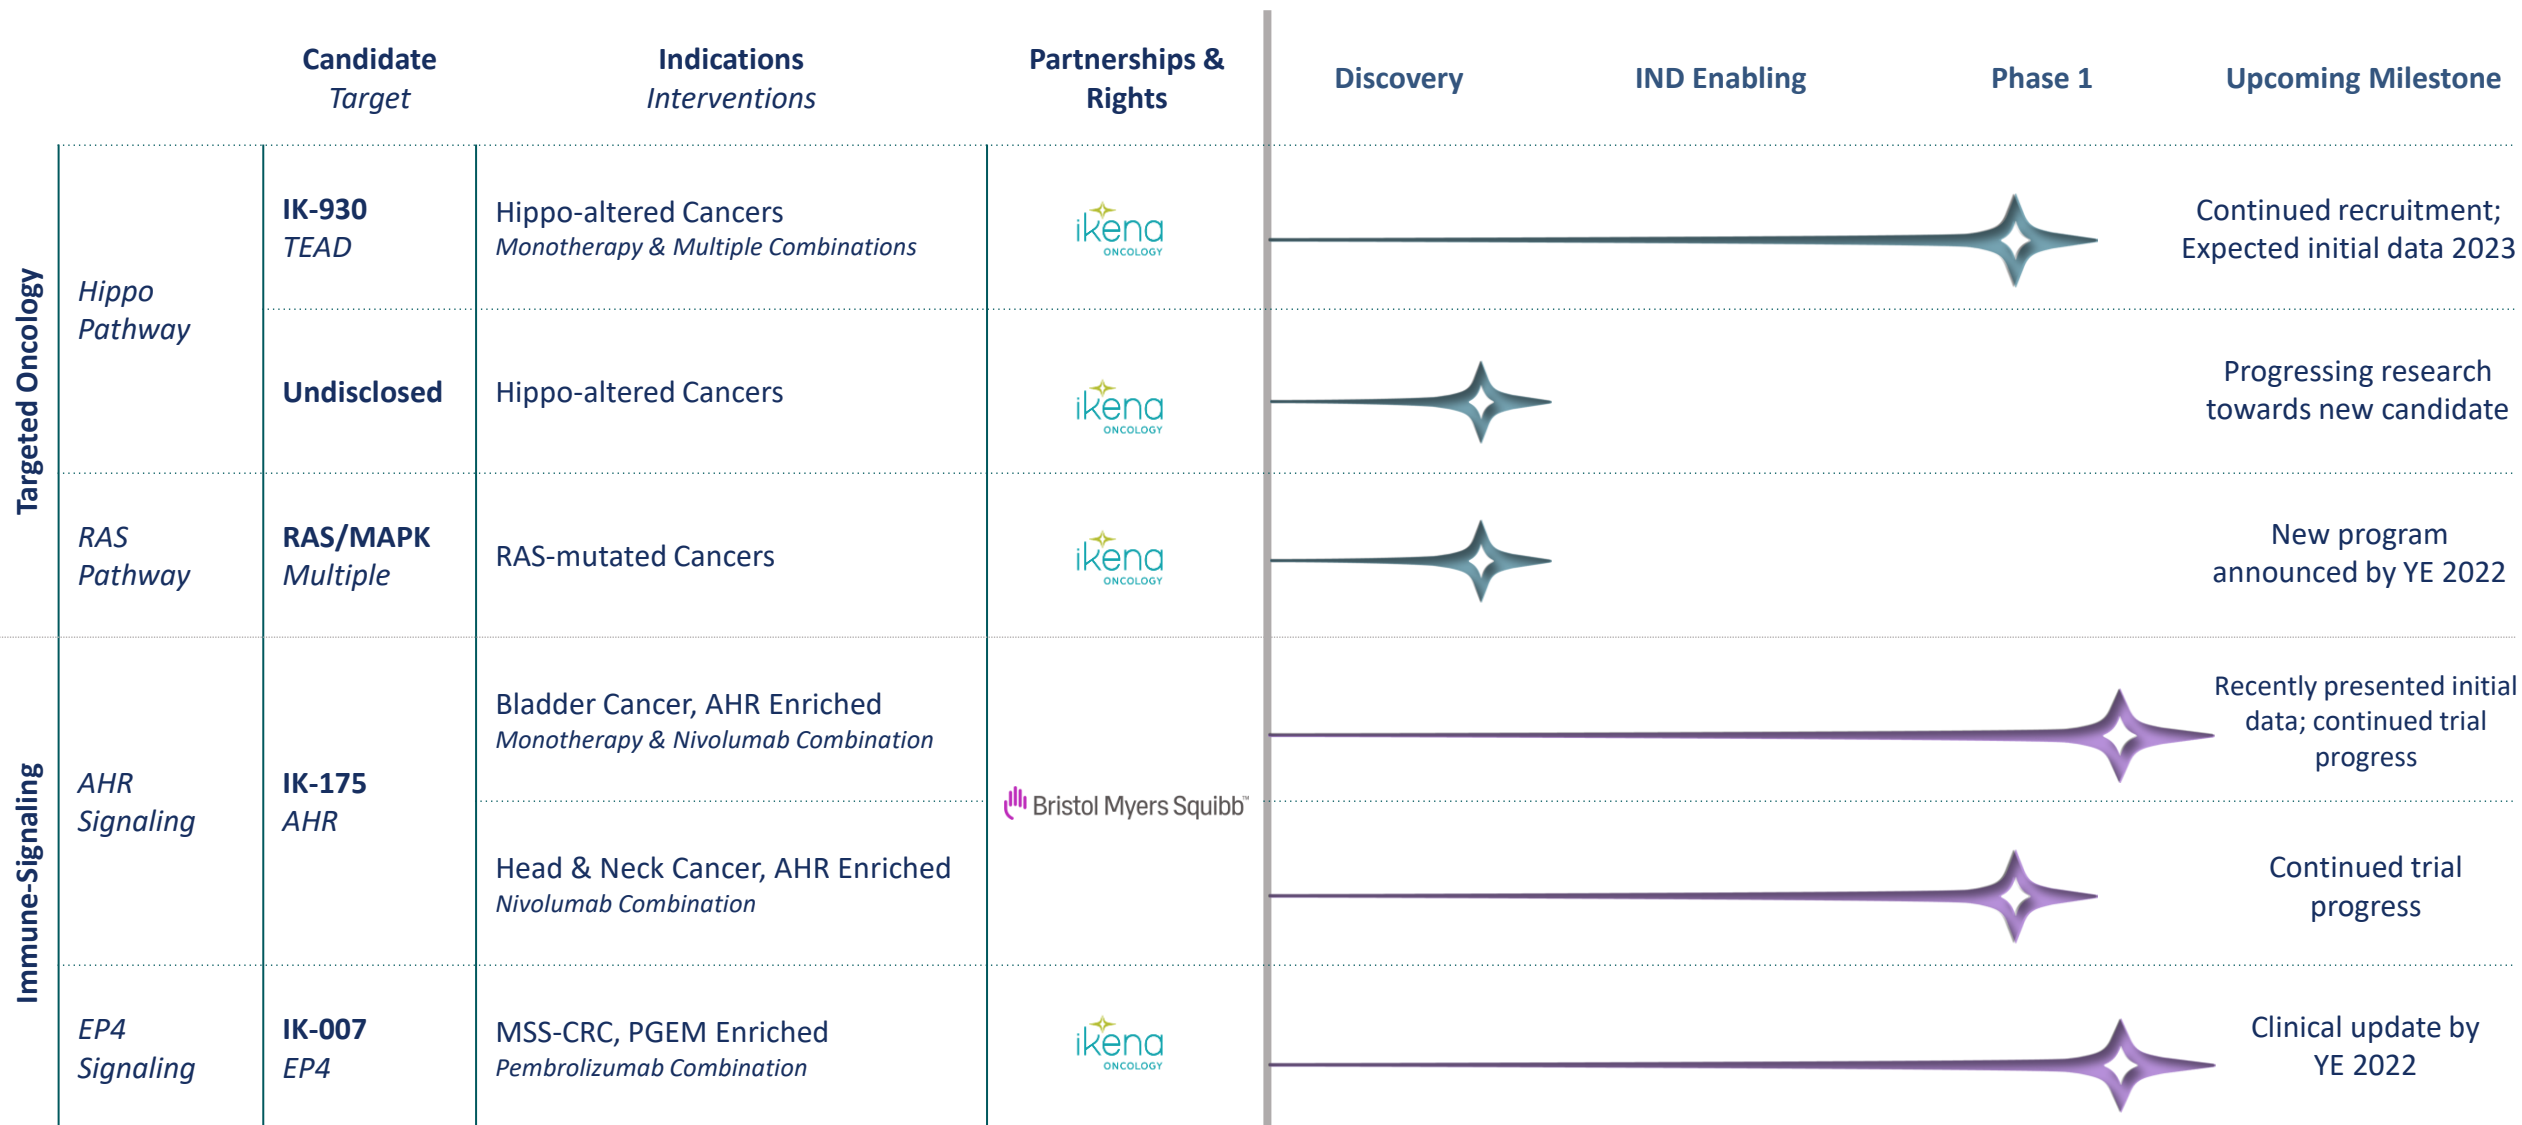 Candidate
Target
Indications
Interventions
Partnerships &
Rights
Discovery
IND Enabling
Phase 1
Upcoming Milestone
Targeted Oncology
Hippo
Pathway
IK-930
TEAD
Hippo-altered Cancers
Monotherapy & Multiple Combinations
ikena
ONCOLOGY
Continued recruitment;
Expected initial data 2023
Undisclosed
Hippo-altered Cancers
ikena
ONCOLOGY
Progressing research
towards new candidate
RAS
Pathway
RAS/MAPK
Multiple
RAS-mutated Cancers
ikena
ONCOLOGY
New program
announced by YE 2022
Immune-Signaling
AHR
Signaling
IK-175
AHR
Bladder Cancer, AHR Enriched
Monotherapy & Nivolumab Combination
Bristol Myers Squibb™
Recently presented initial
data; continued trial
progress
Head & Neck Cancer, AHR Enriched
Nivolumab Combination
Continued trial
progress
EP4
Signaling
IK-007
EP4
MSS-CRC, PGEM Enriched
Pembrolizumab Combination
ikena
ONCOLOGY
Clinical update by
YE 2022